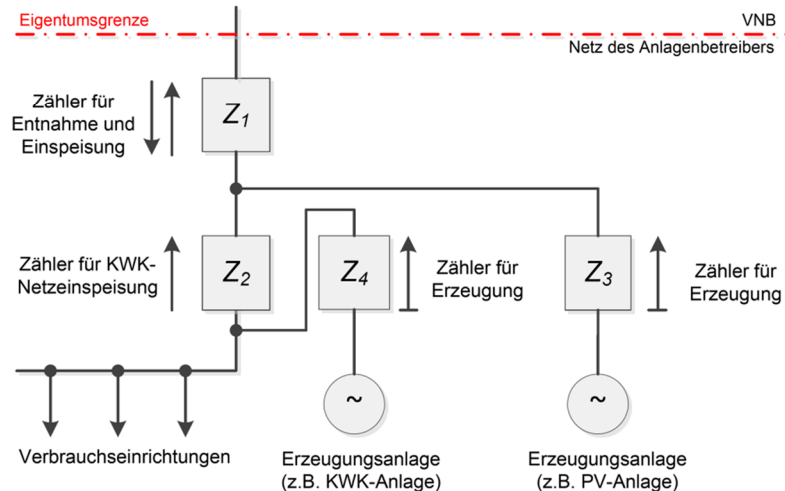 Eigentumsgrenze
VNB
Netz des Anlagenbetreibers
Zähler für
Entnahme und
Einspeisung
Z1
Zähler für KWK-
Netzeinspeisung
Z2
Z4
Zähler für
Erzeugung
Z3
Zähler für
Erzeugung
~
~
Verbrauchseinrichtungen
Erzeugungsanlage
(z.B. KWK-Anlage)
Erzeugungsanlage
(z.B. PV-Anlage)